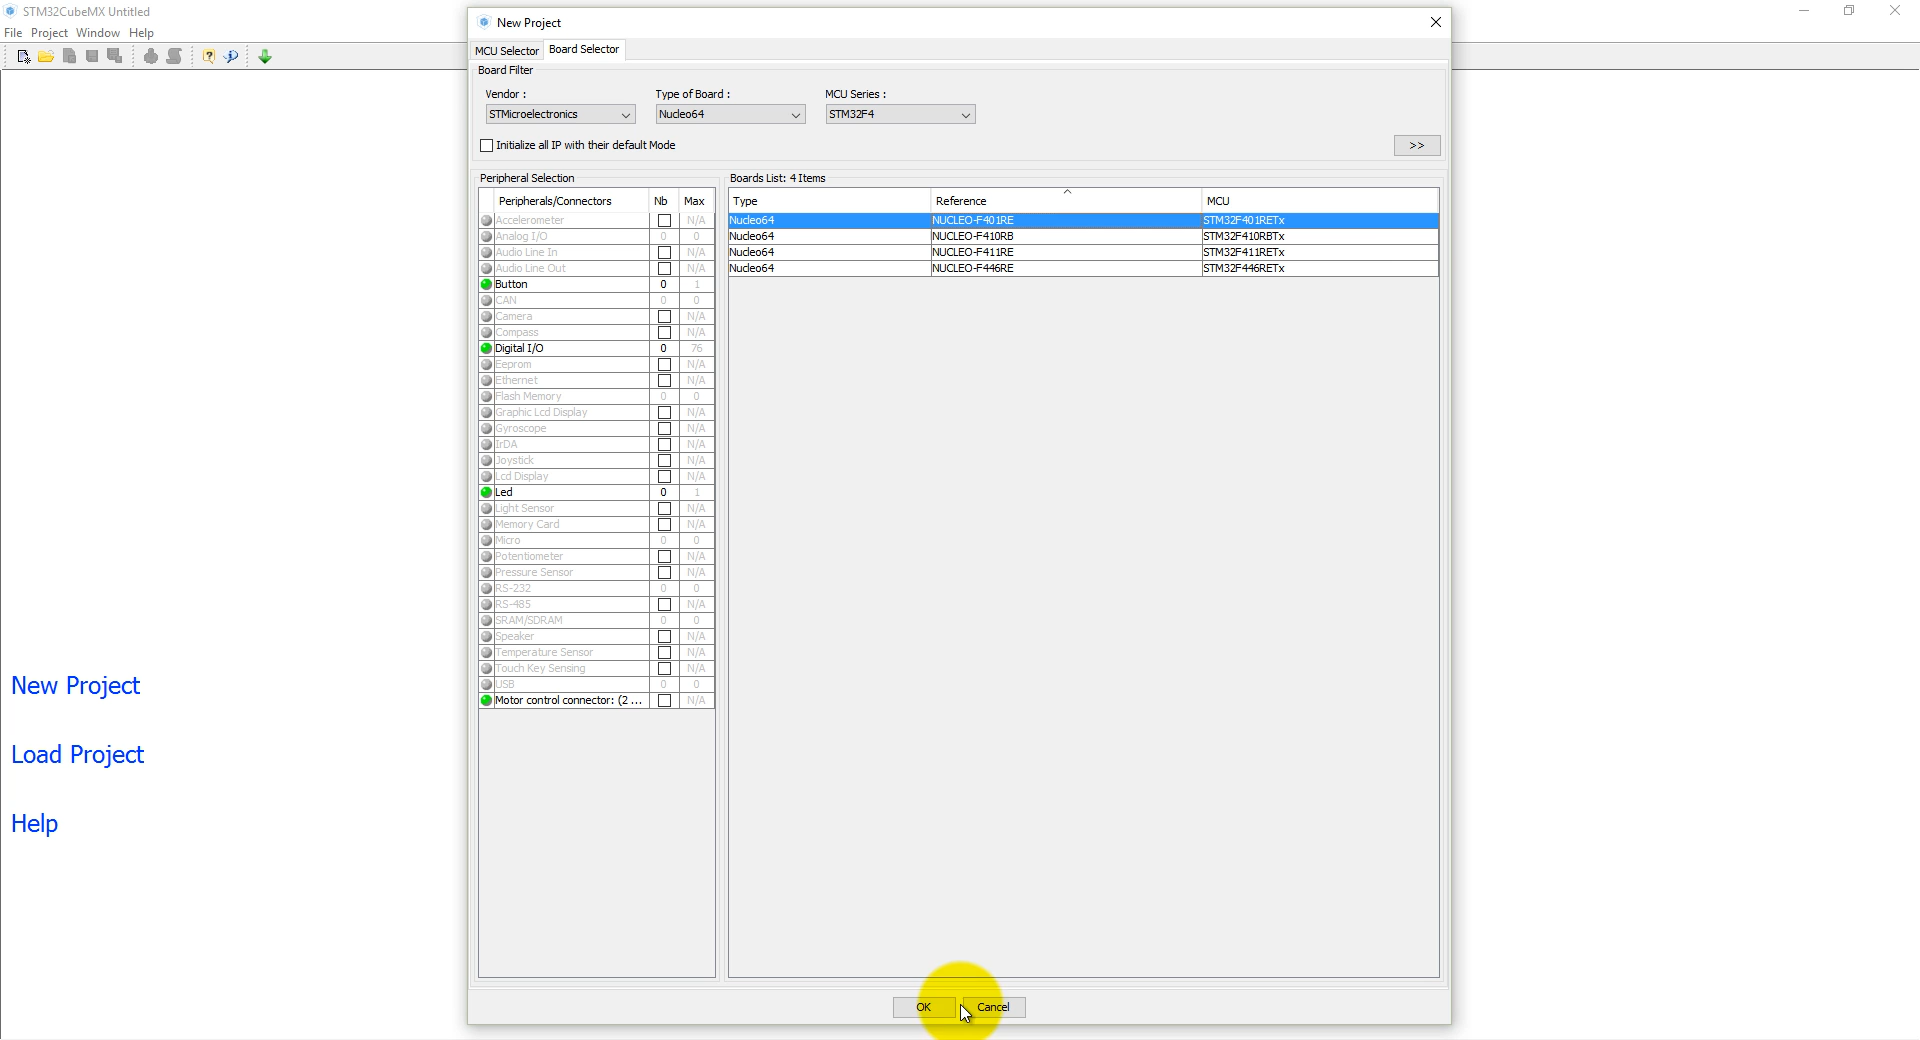 STM32CubeMX Untitled
File Project Window Help
New Project
MCU Selector Board Selector
Board Filter
Vendor : Type of Board : MCU Series :
STMicroelectronics Nucleo64 STM32F4
Initialize all IP with their default Mode >>
Peripheral Selection
Peripherals/Connectors Nb Max
Accelerometer N/A
Analog I/O 0 0
Audio Line In N/A
Audio Line Out N/A
Button 0 1
CAN 0 0
Camera N/A
Compass N/A
Digital I/O 0 76
Eeprom N/A
Ethernet N/A
Flash Memory 0 0
Graphic Lcd Display N/A
Gyroscope N/A
IrDA N/A
Joystick N/A
Lcd Display N/A
Led 0 1
Light Sensor N/A
Memory Card N/A
Micro 0 0
Potentiometer N/A
Pressure Sensor N/A
RS-232 0 0
RS-485 N/A
SRAM/SDRAM 0 0
Speaker N/A
Temperature Sensor N/A
Touch Key Sensing N/A
USB 0 0
Motor control connector: (2 ... N/A
Boards List: 4 Items
Type Reference MCU
Nucleo64 NUCLEO-F401RE STM32F401RETx
Nucleo64 NUCLEO-F410RB STM32F410RBTx
Nucleo64 NUCLEO-F411RE STM32F411RETx
Nucleo64 NUCLEO-F446RE STM32F446RETx
New Project
Load Project
Help
OK Cancel